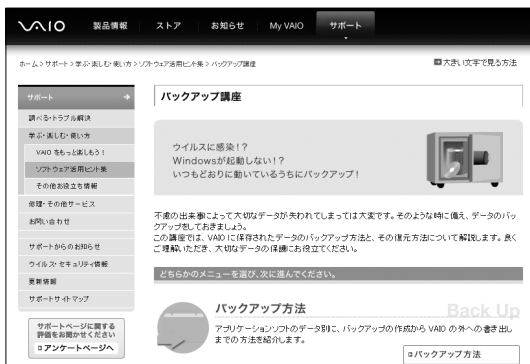 VAIO 製品情報 ストア お知らせ My VAIO サポート
ホーム > サポート > 学ぶ・楽しむ・使い方 > ソフトウェア活用ヒント集 > バックアップ講座
大きい文字で見る方法
サポート
調べる・トラブル解決
学ぶ・楽しむ・使い方
VAIO をもっと楽しもう!
ソフトウェア活用ヒント集
その他お役立ち情報
修理・その他サービス
お問い合わせ
サポートからのお知らせ
ウイルス・セキュリティ情報
更新情報
サポートサイトマップ
サポートページに関する
評価をお聞かせください
アンケートページへ
バックアップ講座
ウイルスに感染!?
Windowsが起動しない!?
いつもどおりに動いているうちにバックアップ!
不慮の出来事によって大切なデータが失われてしまっては大変です。そのような時に備え、データのバッ
クアップをしておきましょう。
この講座では、VAIO に保存されたデータのバックアップ方法と、その復元方法について解説します。良く
ご理解いただき、大切なデータの保護にお役立てください。
どちらかのメニューを選び、次に進んでください。
バックアップ方法
Back Up
アプリケーションソフトのデータ別に、バックアップの作成から VAIO の外への書き出し
までの方法を紹介します。
バックアップ方法